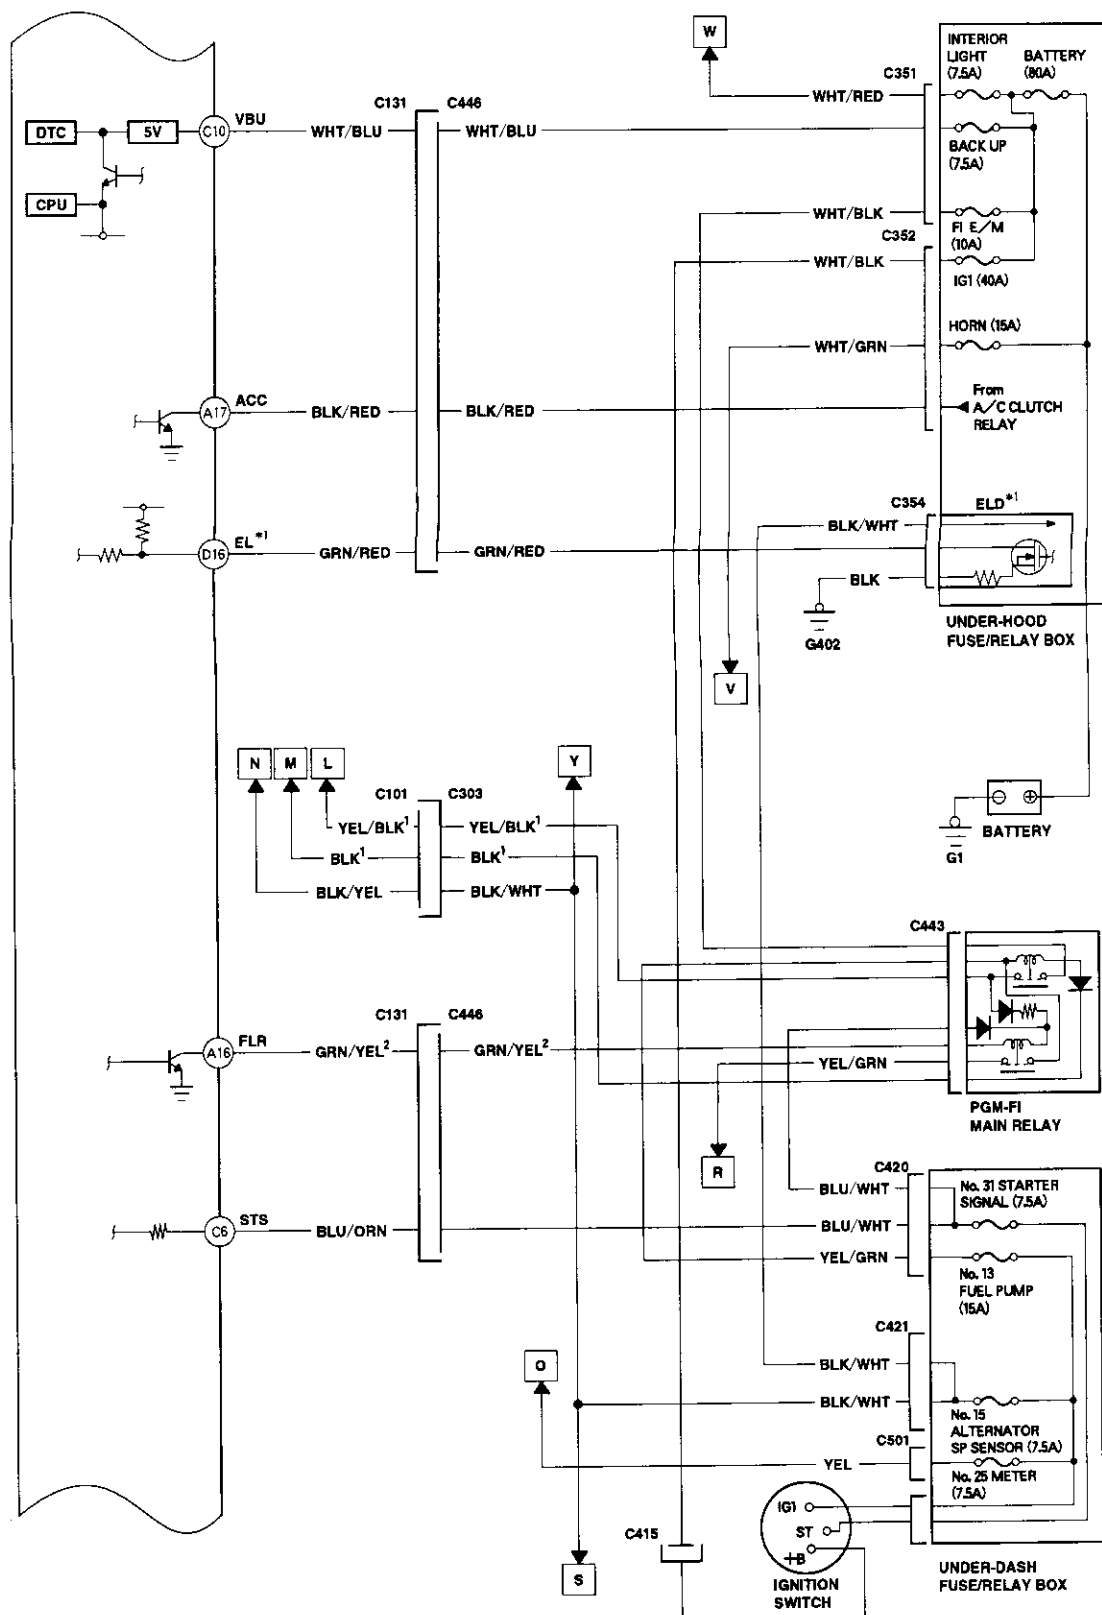 W
INTERIOR LIGHT (7.5A)
BATTERY (80A)
C351
WHT/RED
C131
C446
DTC
5V
C10
VBU
WHT/BLU
WHT/BLU
BACK UP (7.5A)
CPU
WHT/BLK
FI E/M (10A)
C352
WHT/BLK
IG1 (40A)
HORN (15A)
WHT/GRN
From A/C CLUTCH RELAY
A17
ACC
BLK/RED
BLK/RED
C354
ELD*1
BLK/WHT
D16
EL*1
GRN/RED
GRN/RED
BLK
G402
UNDER-HOOD
FUSE/RELAY BOX
V
N
M
L
Y
C101
C303
YEL/BLK1
YEL/BLK1
BLK1
BLK1
BLK/YEL
BLK/WHT
BATTERY
G1
C443
C131
C446
A16
FLR
GRN/YEL2
GRN/YEL2
YEL/GRN
PGM-FI
MAIN RELAY
R
C420
BLU/WHT
No. 31 STARTER
SIGNAL (7.5A)
C6
STS
BLU/ORN
BLU/WHT
YEL/GRN
No. 13
FUEL PUMP
(15A)
C421
BLK/WHT
O
BLK/WHT
No. 15
ALTERNATOR
SP SENSOR (7.5A)
C501
YEL
No. 25 METER
(7.5A)
IG1
ST
+B
C415
S
IGNITION
SWITCH
UNDER-DASH
FUSE/RELAY BOX